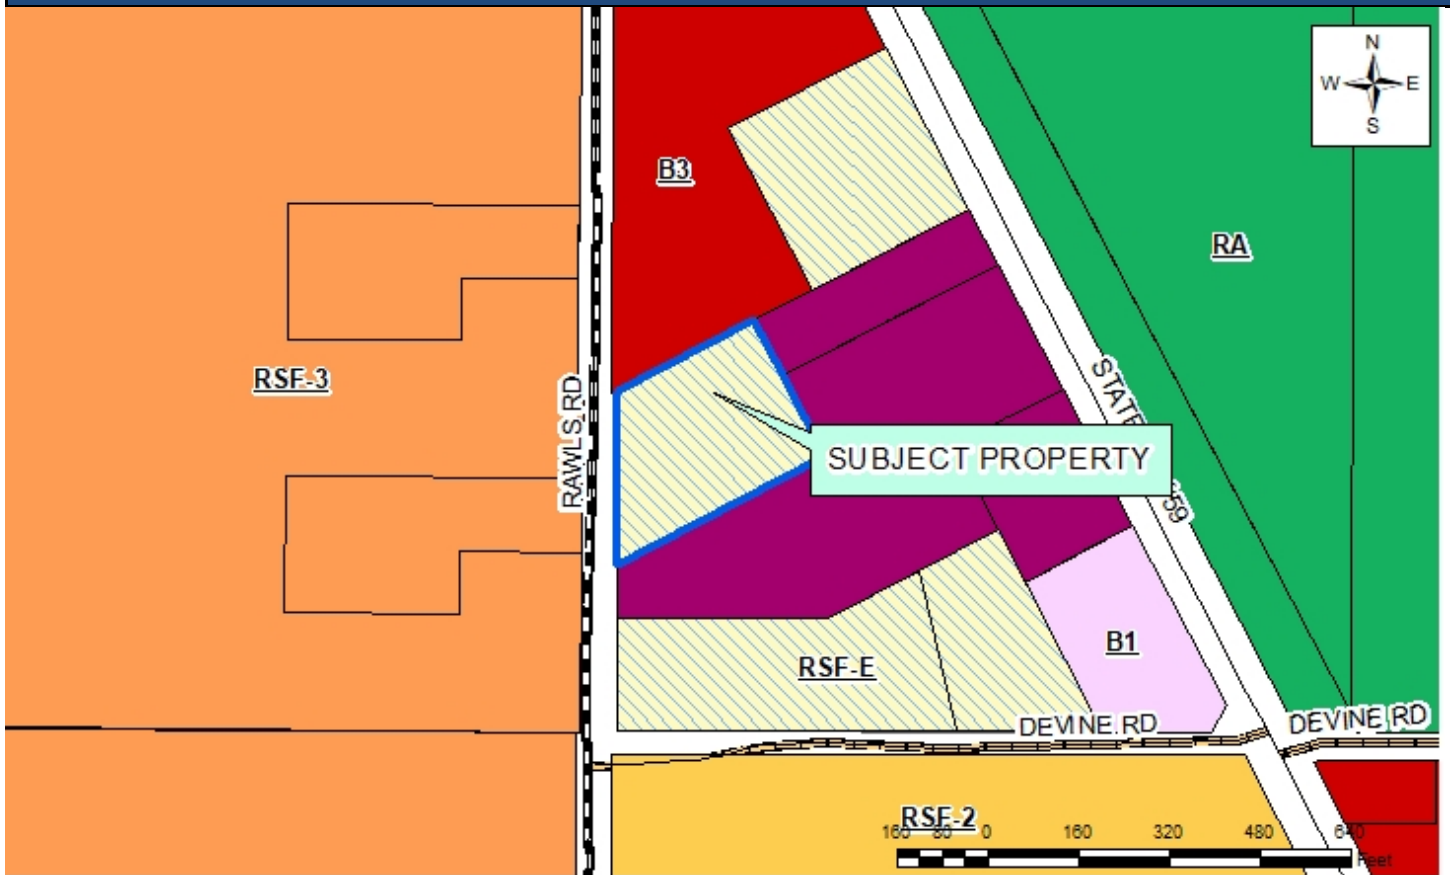 N
W E
S
B3
RA
RSF-3
RAWLS RD
STATE
59
SUBJECT PROPERTY
B1
RSF-E
DEVINE RD
DEVINE RD
RSF-2
160 80 0 160 320 480 640
Feet